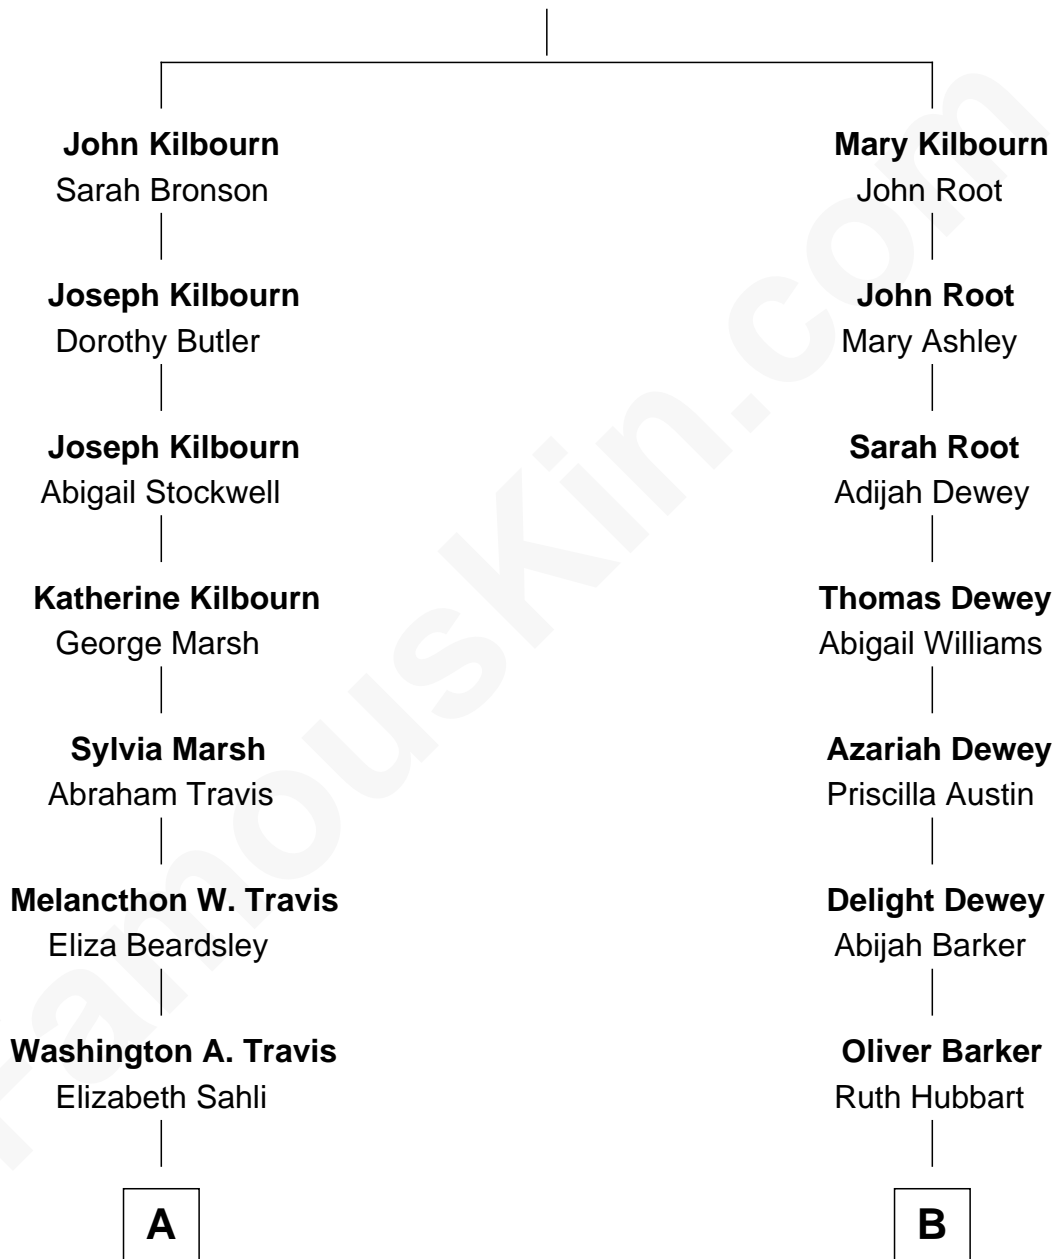 John Kilbourn
Sarah Bronson
Joseph Kilbourn
Dorothy Butler
Joseph Kilbourn
Abigail Stockwell
Katherine Kilbourn
George Marsh
Sylvia Marsh
Abraham Travis
Melancthon W. Travis
Eliza Beardsley
Washington A. Travis
Elizabeth Sahli
A
Mary Kilbourn
John Root
John Root
Mary Ashley
Sarah Root
Adijah Dewey
Thomas Dewey
Abigail Williams
Azariah Dewey
Priscilla Austin
Delight Dewey
Abijah Barker
Oliver Barker
Ruth Hubbart
B
FamousKin.com